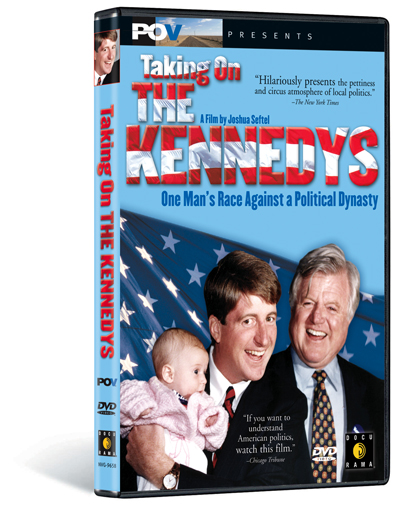 POV PRESENTS
Taking On
THE
A Film by Joshua Seftel
KENNEDYS
"Hilariously presents the pettiness
and circus atmosphere of local politics."
–The New York Times
One Man's Race Against a Political Dynasty
"If you want to
understand
American politics,
watch this film."
–Chicago Tribune
DVD
DOCU
RAMA
Taking On THE KENNEDYS
POV
DVD
DOCU
RAMA